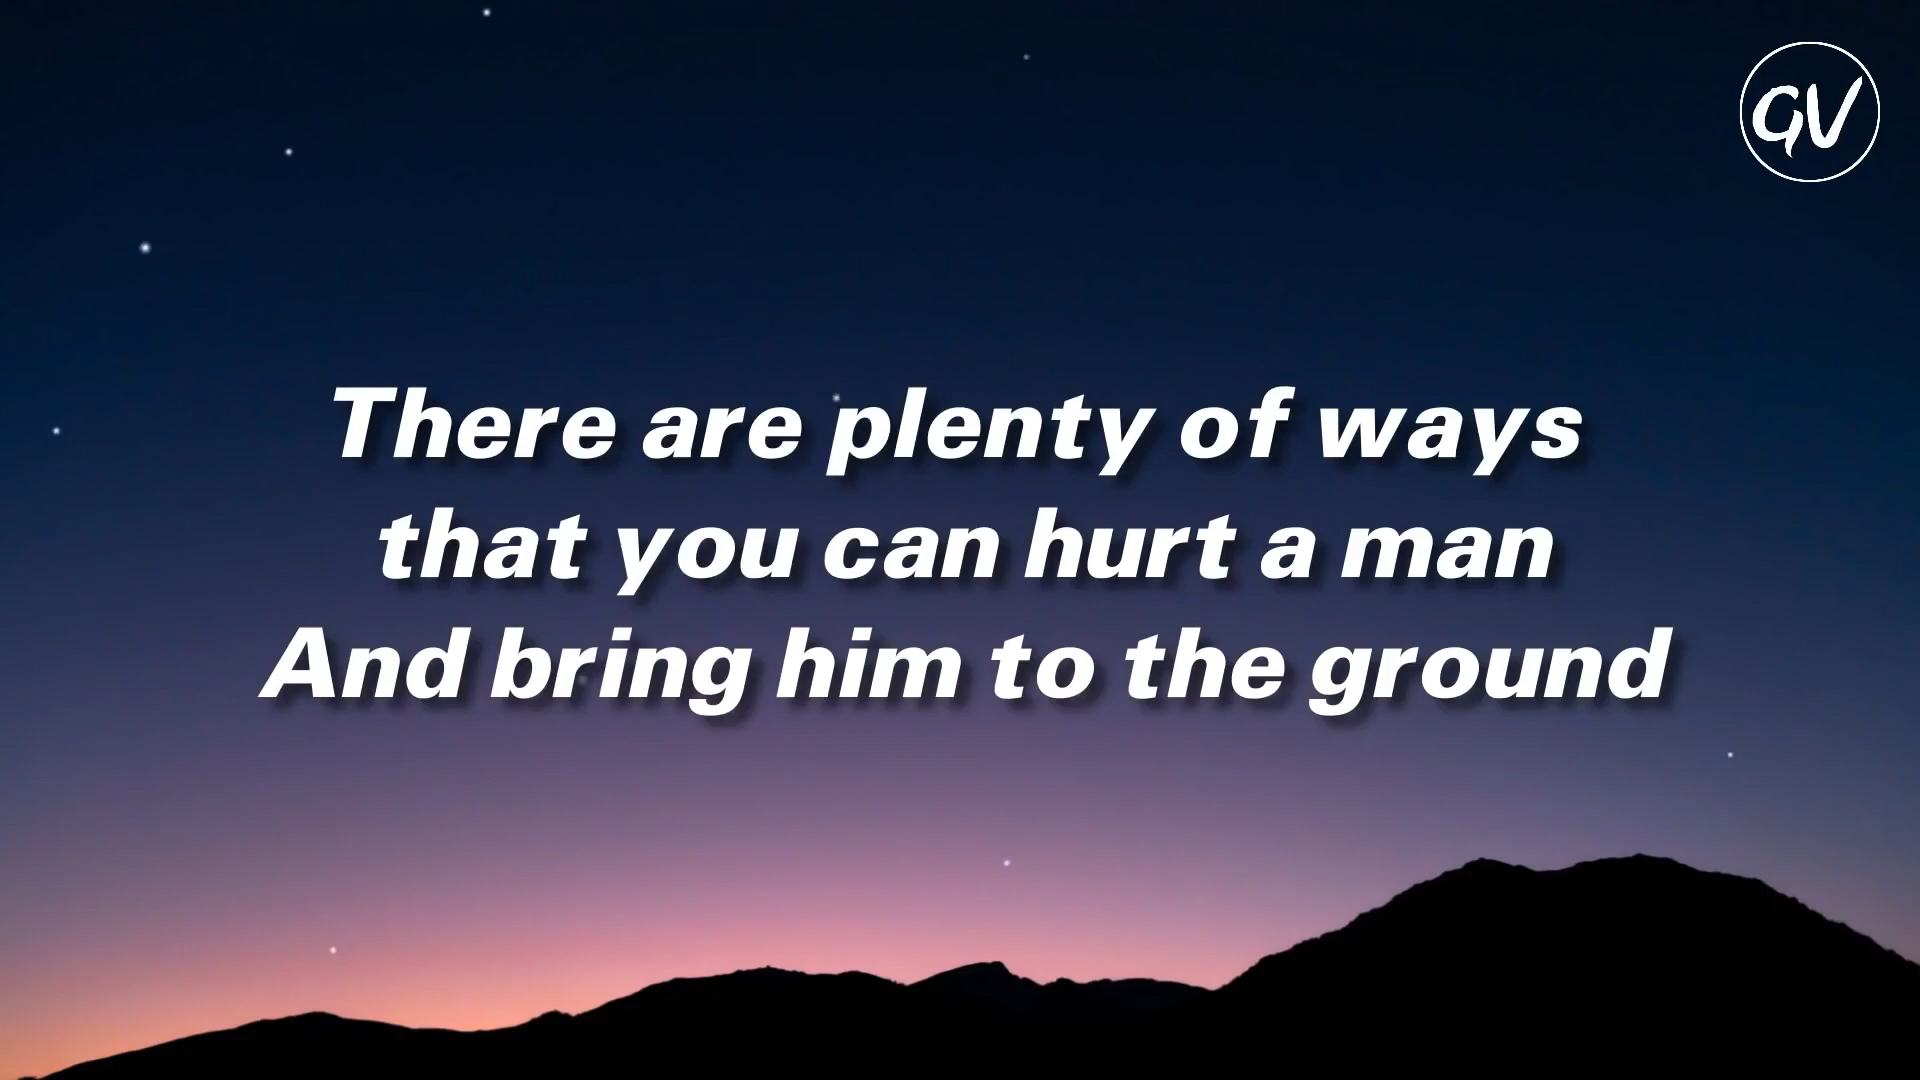 GV
There are plenty of ways
that you can hurt a man
And bring him to the ground